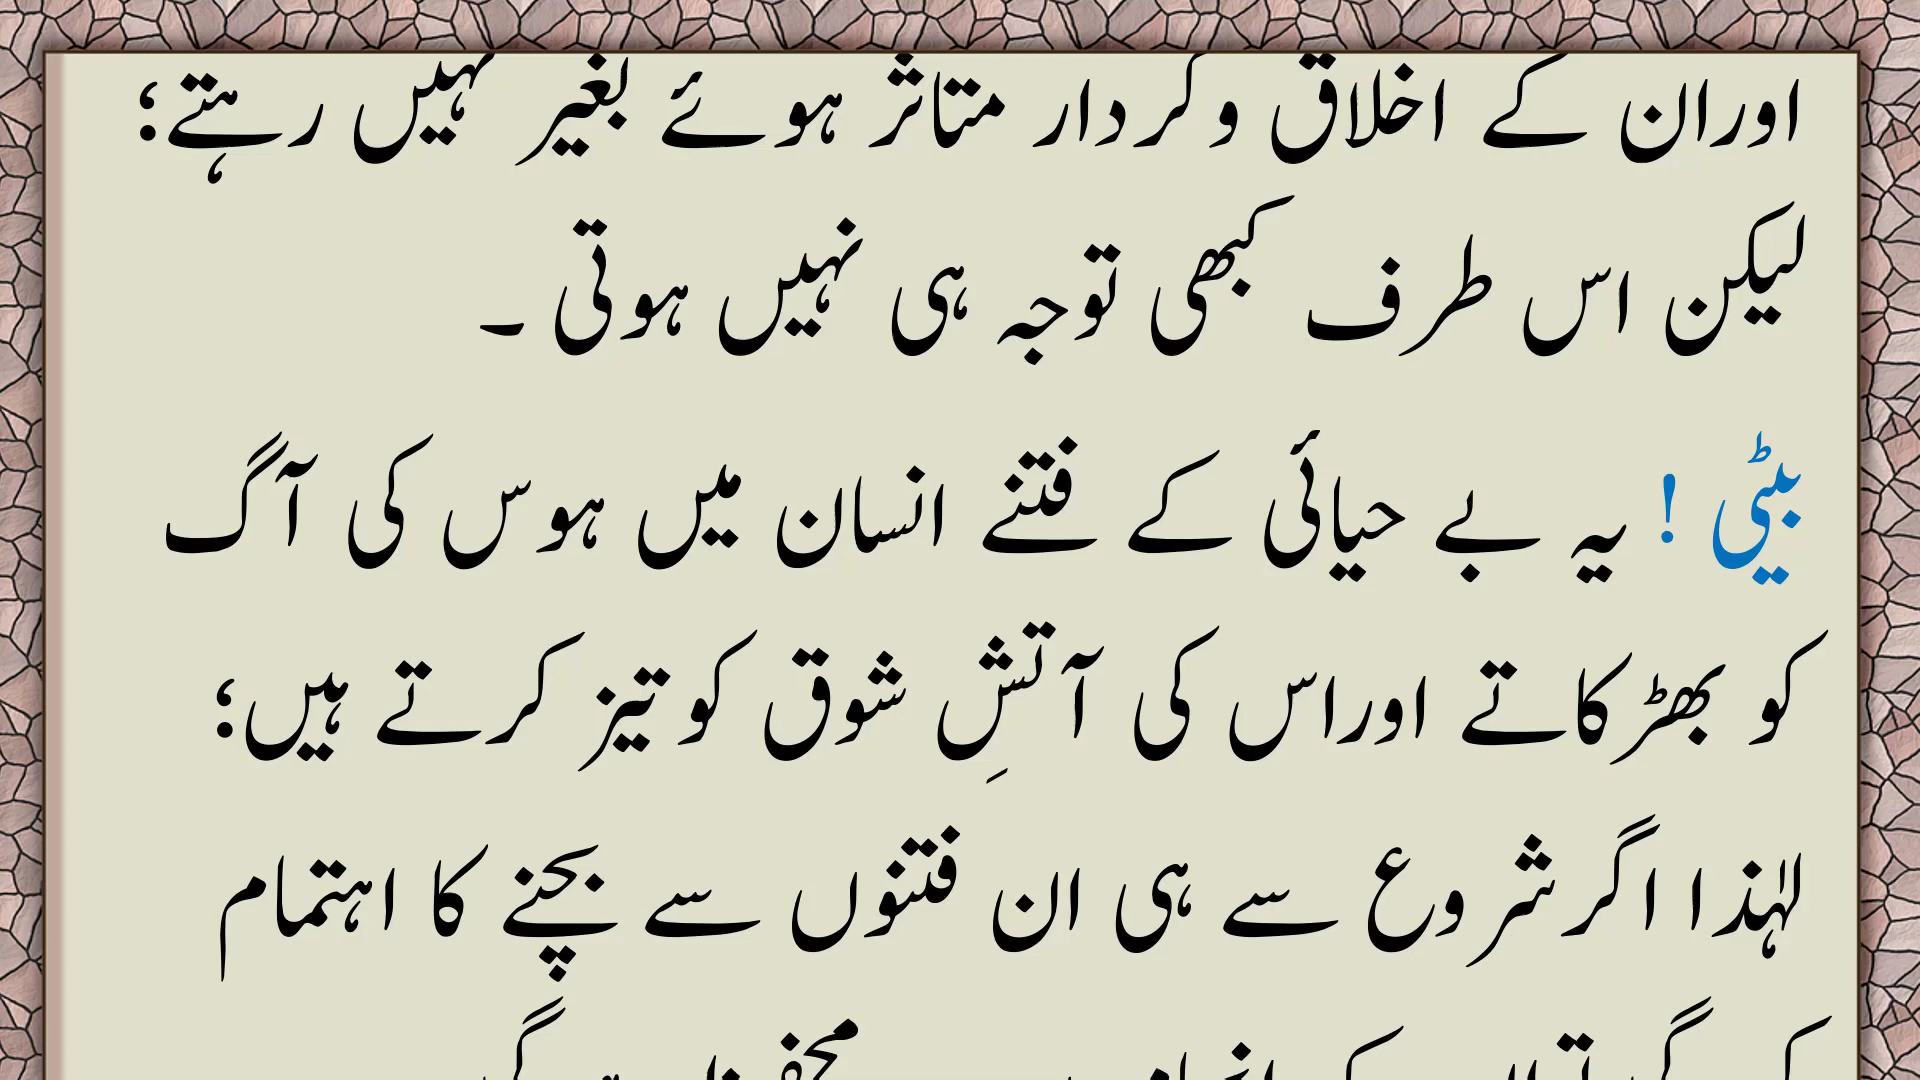 اوران کے اخلاق وکردار متاثر ہوئے بغیر نہیں رہتے؛
لیکن اس طرف کبھی توجہ ہی نہیں ہوتی ۔
بیٹی ! یہ بے حیائی کے فتنے انسان میں ہوس کی آگ
کو بھڑکاتے اوراس کی آتشِ شوق کو تیز کرتے ہیں؛
لہٰذا اگر شروع سے ہی ان فتنوں سے بچنے کا اہتمام